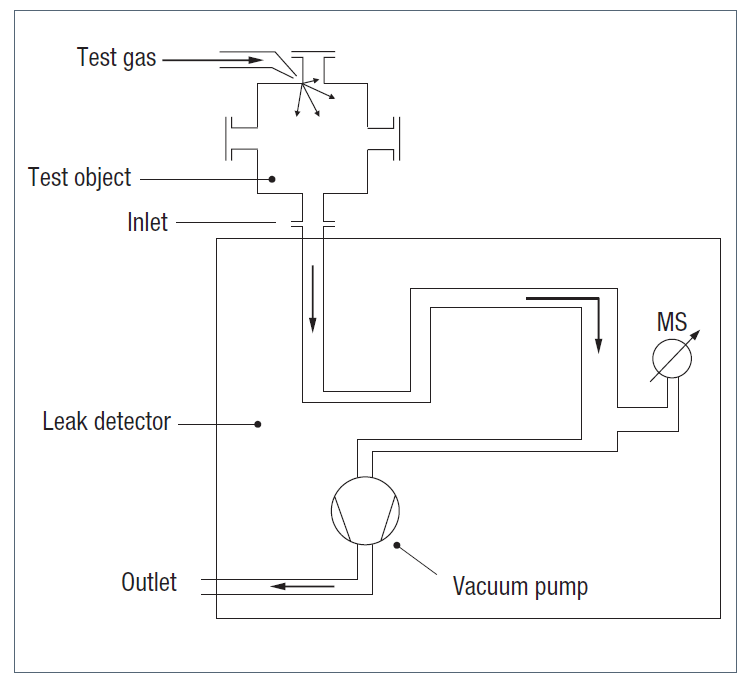 Test gas
Test object
Inlet
MS
Leak detector
Outlet
Vacuum pump